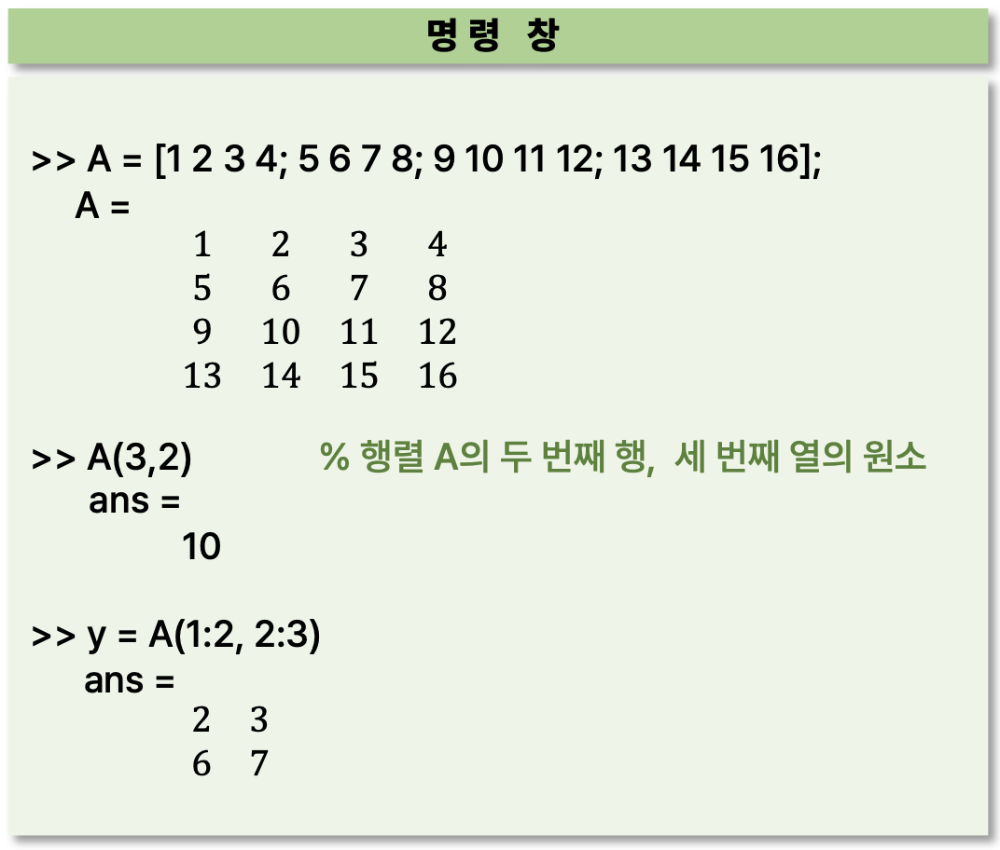 명령 창
>> A = [1 2 3 4; 5 6 7 8; 9 10 11 12; 13 14 15 16];
A =
1 2 3 4
5 6 7 8
9 10 11 12
13 14 15 16
>> A(3,2) % 행렬 A의 두 번째 행, 세 번째 열의 원소
ans =
10
>> y = A(1:2, 2:3)
ans =
2 3
6 7